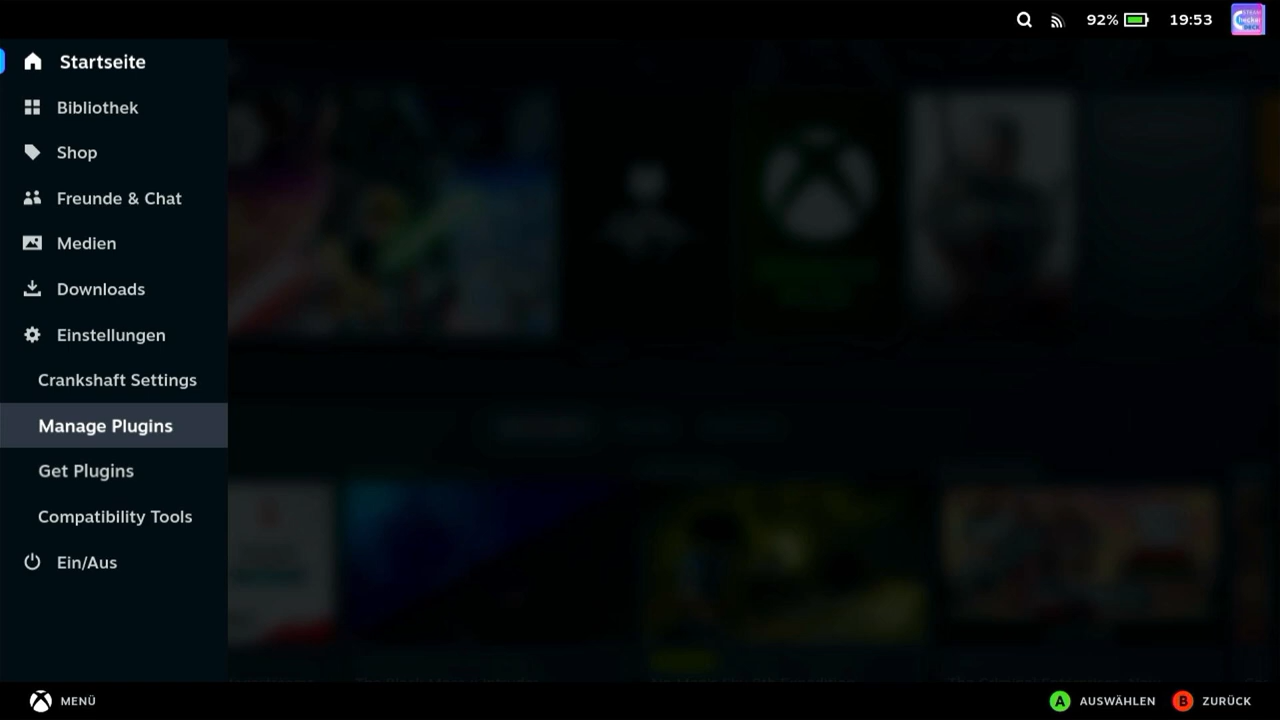 92% 19:53
Startseite
Bibliothek
Shop
Freunde & Chat
Medien
Downloads
Einstellungen
Crankshaft Settings
Manage Plugins
Get Plugins
Compatibility Tools
Ein/Aus
MENÜ
A AUSWÄHLEN B ZURÜCK